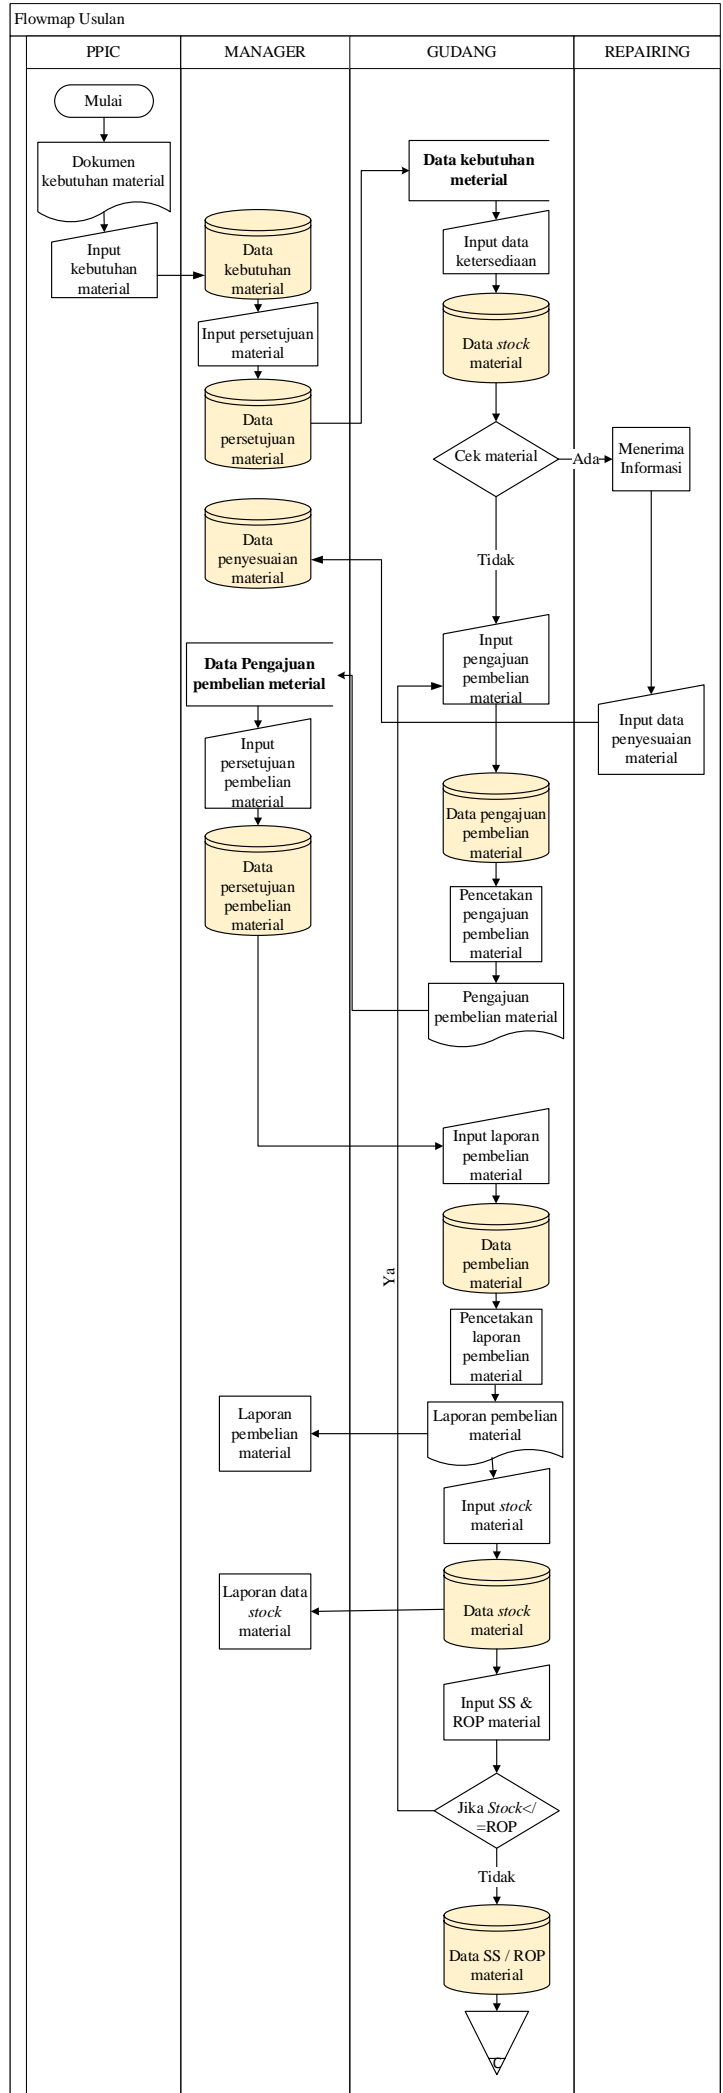 Flowmap Usulan
PPIC
MANAGER
GUDANG
REPAIRING
Mulai
Dokumen
kebutuhan material
Input
kebutuhan
material
Data
kebutuhan
material
Input persetujuan
material
Data
persetujuan
material
Data kebutuhan
meterial
Input data
ketersediaan
Data stock
material
Cek material
Ada
Menerima
Informasi
Tidak
Data
penyesuaian
material
Input
pengajuan
pembelian
material
Input data
penyesuaian
material
Data Pengajuan
pembelian meterial
Input
persetujuan
pembelian
material
Data
persetujuan
pembelian
material
Data pengajuan
pembelian
material
Pencetakan
pengajuan
pembelian
material
Pengajuan
pembelian material
Input laporan
pembelian
material
Data
pembelian
material
Ya
Pencetakan
laporan
pembelian
material
Laporan pembelian
material
Laporan
pembelian
material
Input stock
material
Data stock
material
Laporan data
stock
material
Input SS &
ROP material
Jika Stock</
=ROP
Tidak
Data SS / ROP
material
C